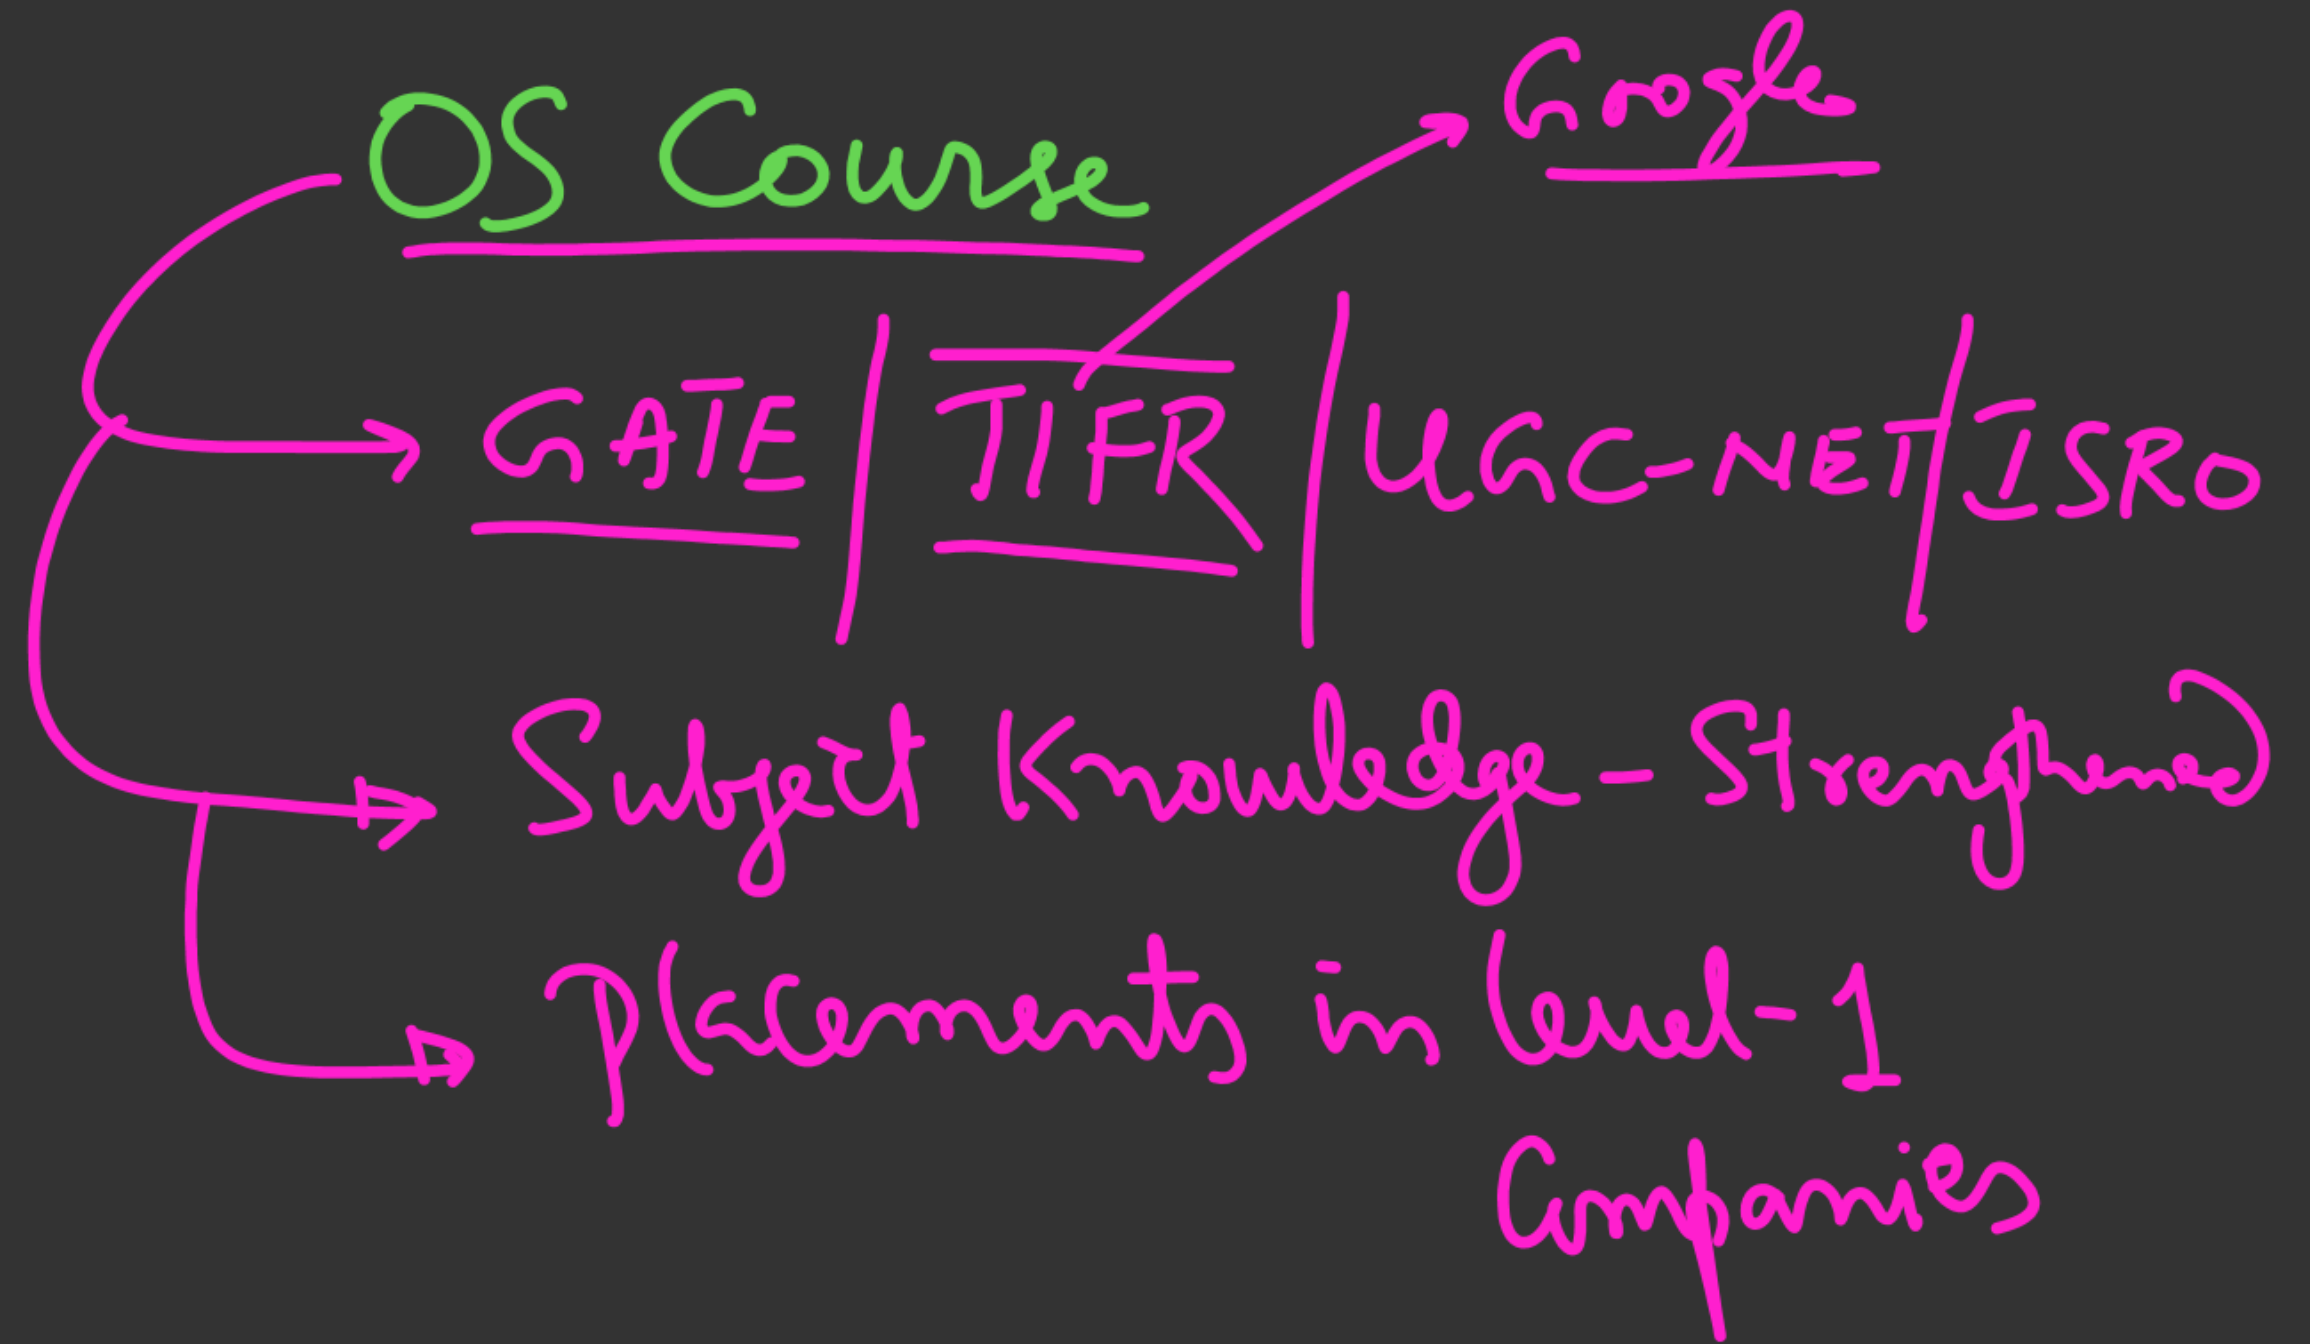 Google
OS Course
GATE / TIFR / UGC-NET / ISRO
Subject Knowledge - Strengthened
Placements in level-1
Companies